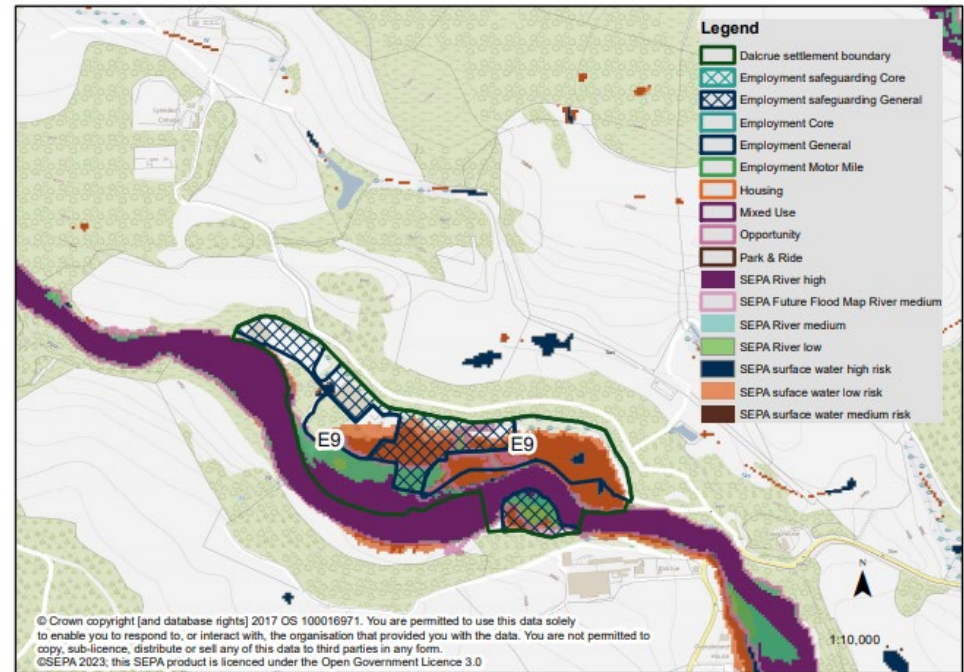 Legend
Dalcrue settlement boundary
Employment safeguarding Core
Employment safeguarding General
Employment Core
Employment General
Employment Motor Mile
Housing
Mixed Use
Opportunity
Park & Ride
SEPA River high
SEPA Future Flood Map River medium
SEPA River medium
SEPA River low
SEPA surface water high risk
SEPA suface water low risk
SEPA surface water medium risk
E9
E9
N
1:10,000
© Crown copyright [and database rights] 2017 OS 100016971. You are permitted to use this data solely
to enable you to respond to, or interact with, the organisation that provided you with the data. You are not permitted to
copy, sub-licence, distribute or sell any of this data to third parties in any form.
©SEPA 2023; this SEPA product is licenced under the Open Government Licence 3.0